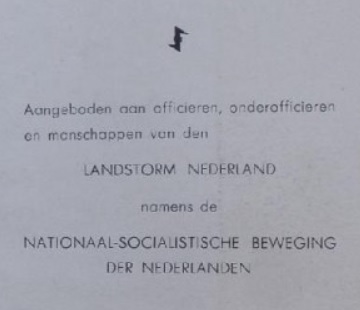 Aangeboden aan officieren, onderofficieren
en manschappen van den
LANDSTORM NEDERLAND
namens de
NATIONAAL-SOCIALISTISCHE BEWEGING
DER NEDERLANDEN